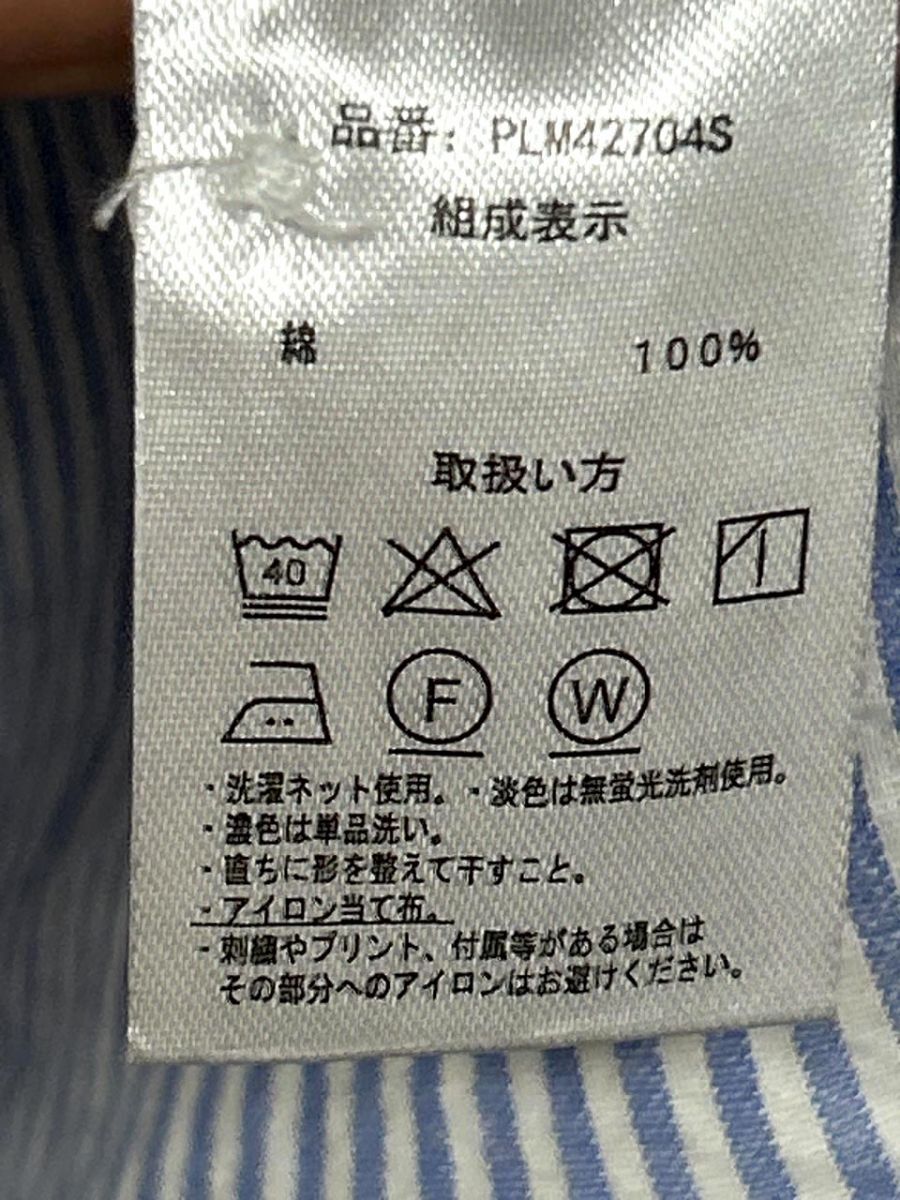 品番: PLM42704S
組成表示
綿 100%
取扱い方
40
F W
・洗濯ネット使用。・淡色は無蛍光洗剤使用。
・濃色は単品洗い。
・直ちに形を整えて干すこと。
・アイロン当て布。
・刺繍やプリント、付属等がある場合は
その部分へのアイロンはお避けください。